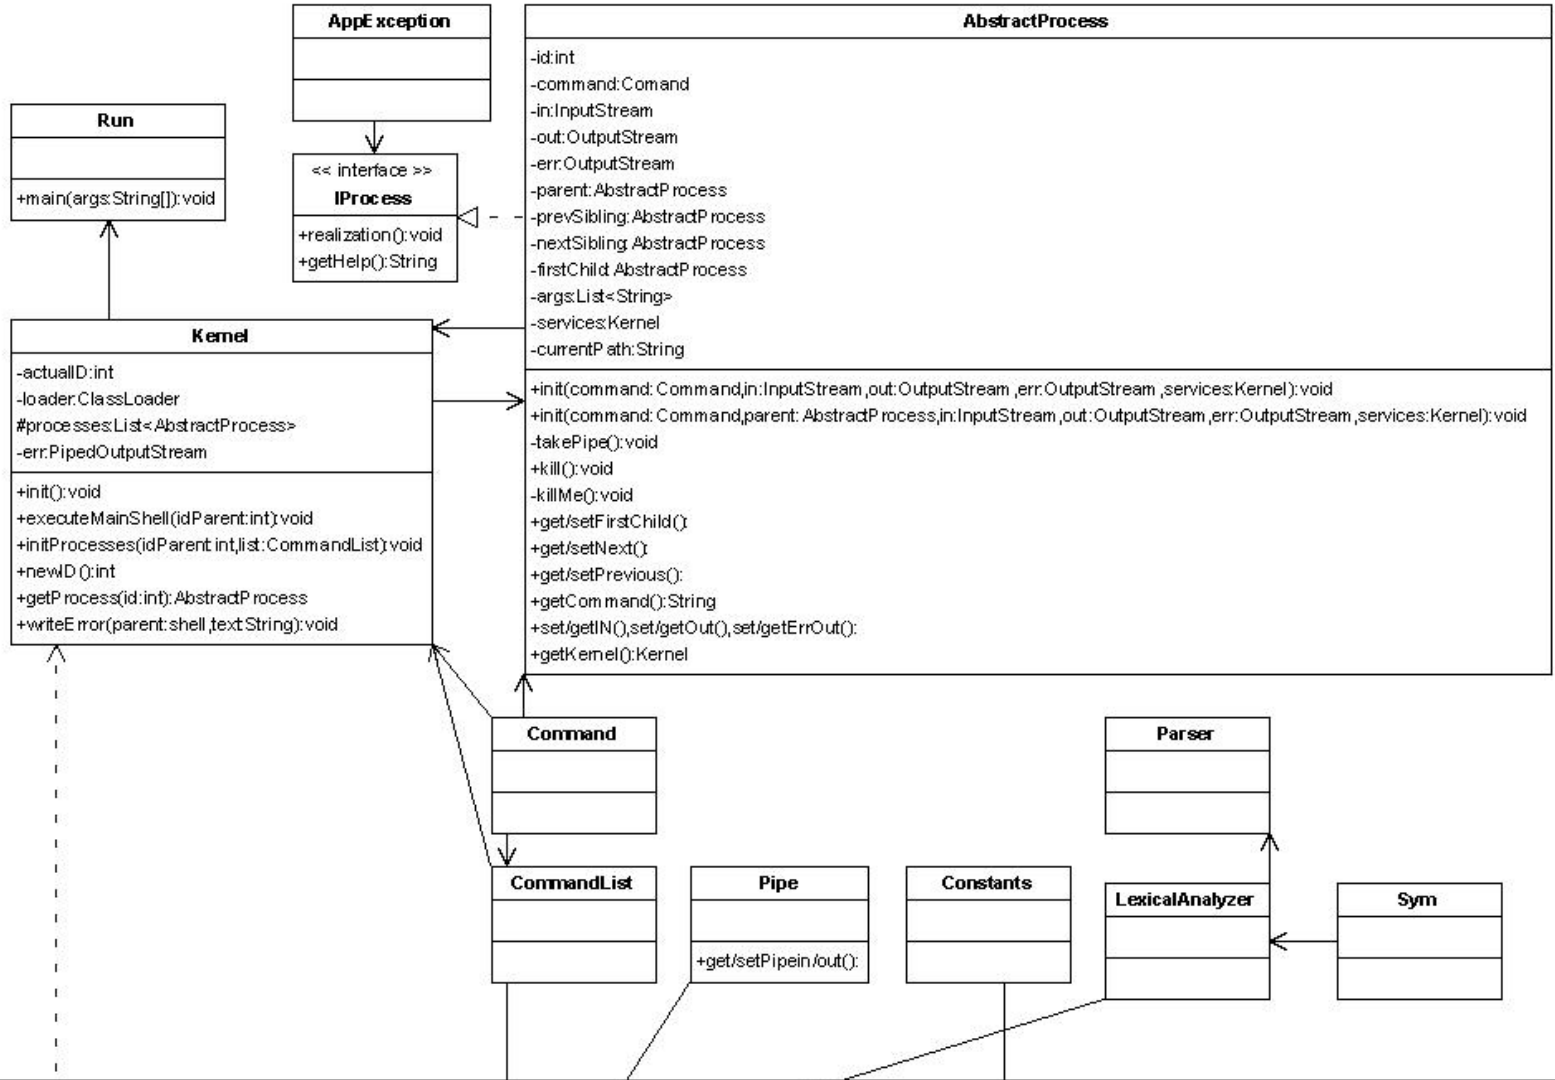 AppException
AbstractProcess
-id:int
-command:Comand
-in:InputStream
-out:OutputStream
-err:OutputStream
-parent:AbstractProcess
-prevSibling:AbstractProcess
-nextSibling:AbstractProcess
-firstChild:AbstractProcess
-args:List<String>
-services:Kernel
-currentPath:String
+init(command:Command,in:InputStream,out:OutputStream ,err:OutputStream ,services:Kernel):void
+init(command:Command,parent: AbstractProcess,in:InputStream,out:OutputStream,err:OutputStream,services:Kernel):void
-takePipe():void
+kill():void
-killMe():void
+get/setFirstChild():
+get/setNext():
+get/setPrevious():
+getCommand():String
+set/getIN(),set/getOut(),set/getErrOut():
+getKernel():Kernel
Run
+main(args:String[]):void
<< interface >>
IProcess
+realization():void
+getHelp():String
Kernel
-actualID:int
-loader:ClassLoader
#processes:List<AbstractProcess>
-err:PipedOutputStream
+init():void
+executeMainShell(idParent:int):void
+initProcesses(idParent:int,list:CommandList):void
+newID():int
+getProcess(id:int):AbstractProcess
+writeError(parent:shell,text:String):void
Command
Parser
CommandList
Pipe
+get/setPipein/out():
Constants
LexicalAnalyzer
Sym